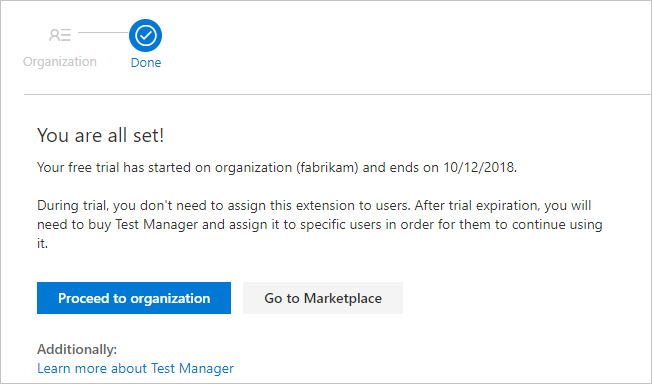 Organization
Done
You are all set!
Your free trial has started on organization (fabrikam) and ends on 10/12/2018.
During trial, you don't need to assign this extension to users. After trial expiration, you will
need to buy Test Manager and assign it to specific users in order for them to continue using
it.
Proceed to organization
Go to Marketplace
Additionally:
Learn more about Test Manager